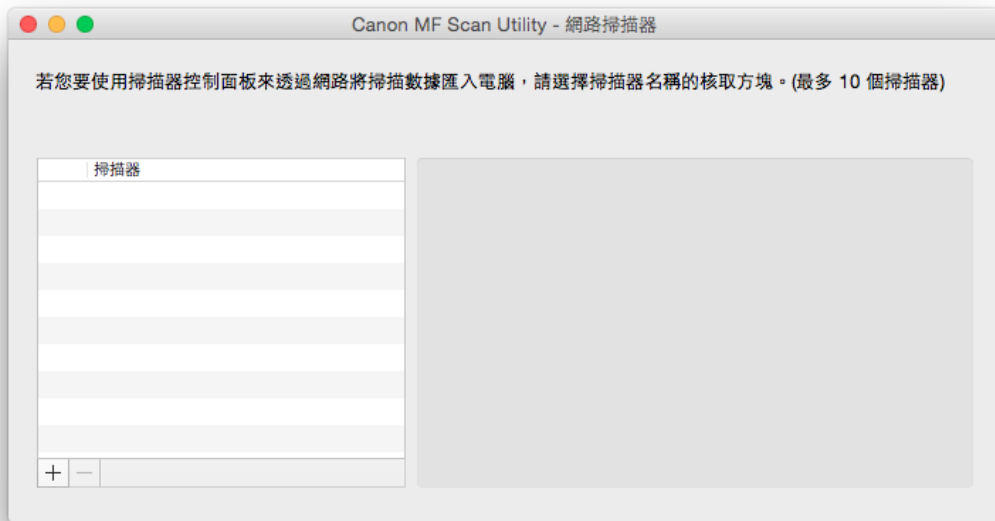 Canon MF Scan Utility - 網路掃描器
若您要使用掃描器控制面板來透過網路將掃描數據匯入電腦，請選擇掃描器名稱的核取方塊。(最多 10 個掃描器)
掃描器